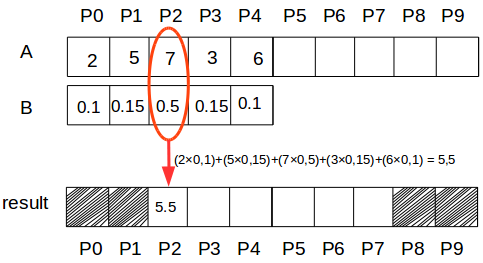 P0 P1 P2 P3 P4 P5 P6 P7 P8 P9
A 2 5 7 3 6
B 0.1 0.15 0.5 0.15 0.1
(2×0,1)+(5×0,15)+(7×0,5)+(3×0,15)+(6×0,1) = 5,5
result 5.5
P0 P1 P2 P3 P4 P5 P6 P7 P8 P9